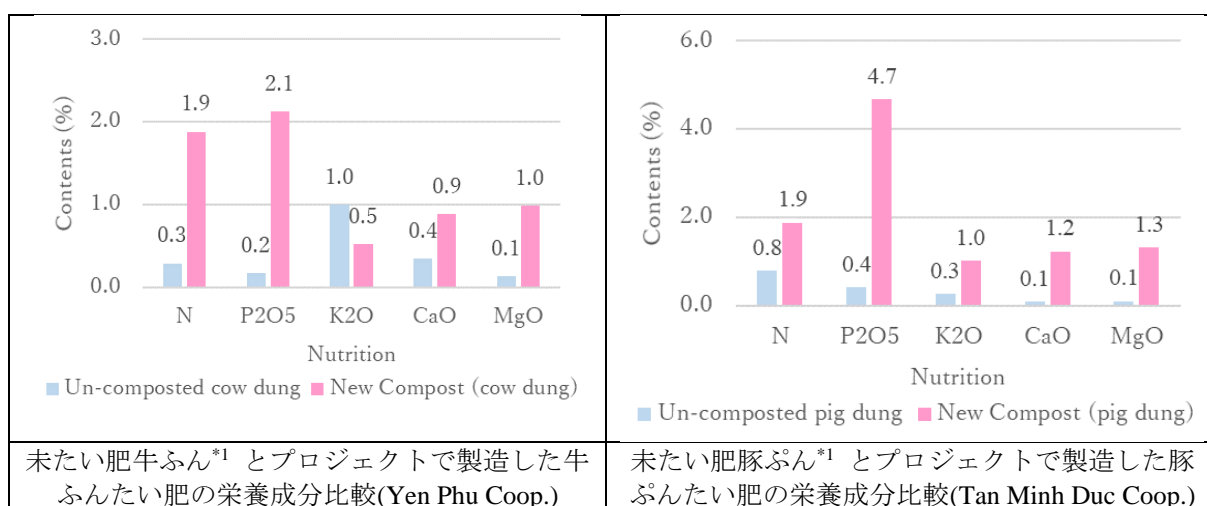 3.0
2.0
1.0
0.0
Contents (%)
0.3
1.9
0.2
2.1
1.0
0.5
0.4
0.9
0.1
1.0
N P2O5 K2O CaO MgO
Nutrition
Un-composted cow dung New Compost (cow dung)
未たい肥牛ふん*1 とプロジェクトで製造した牛
ふんたい肥の栄養成分比較(Yen Phu Coop.)
6.0
4.0
2.0
0.0
Contents (%)
0.8
1.9
0.4
4.7
0.3
1.0
0.1
1.2
0.1
1.3
N P2O5 K2O CaO MgO
Nutrition
Un-composted pig dung New Compost (pig dung)
未たい肥豚ぷん*1 とプロジェクトで製造した豚
ぷんたい肥の栄養成分比較(Tan Minh Duc Coop.)